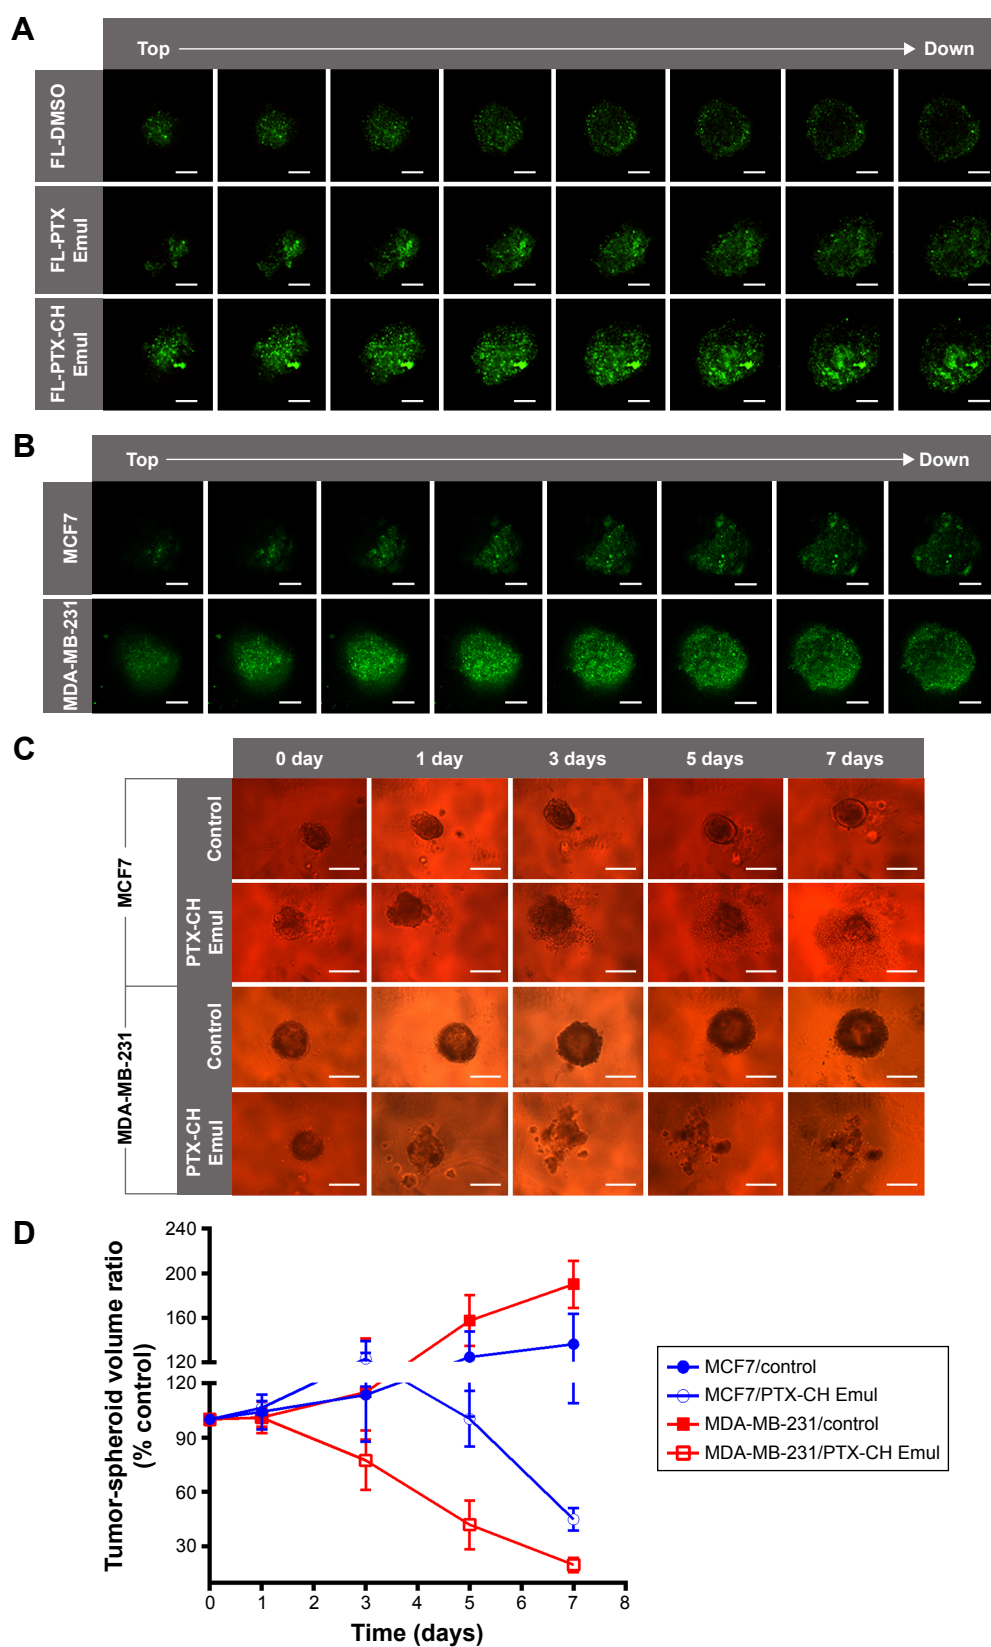 A
Top Down
FL-DMSO
FL-PTX
Emul
FL-PTX-CH
Emul
B
Top Down
MCF7
MDA-MB-231
C
0 day 1 day 3 days 5 days 7 days
MCF7
Control
PTX-CH
Emul
MDA-MB-231
Control
PTX-CH
Emul
D
Tumor-spheroid volume ratio
(% control)
240
200
160
120
120
90
60
30
0 1 2 3 4 5 6 7 8
Time (days)
MCF7/control
MCF7/PTX-CH Emul
MDA-MB-231/control
MDA-MB-231/PTX-CH Emul